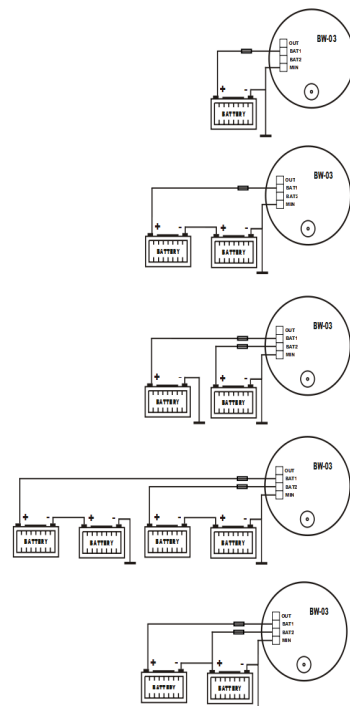 BW-03
OUT
BAT1
BAT2
MIN
+ -
BATTERY
BW-03
OUT
BAT1
BAT2
MIN
+ - + -
BATTERY BATTERY
BW-03
OUT
BAT1
BAT2
MIN
+ - + -
BATTERY BATTERY
BW-03
OUT
BAT1
BAT2
MIN
+ - + - + - + -
BATTERY BATTERY BATTERY BATTERY
BW-03
OUT
BAT1
BAT2
MIN
+ - + -
BATTERY BATTERY